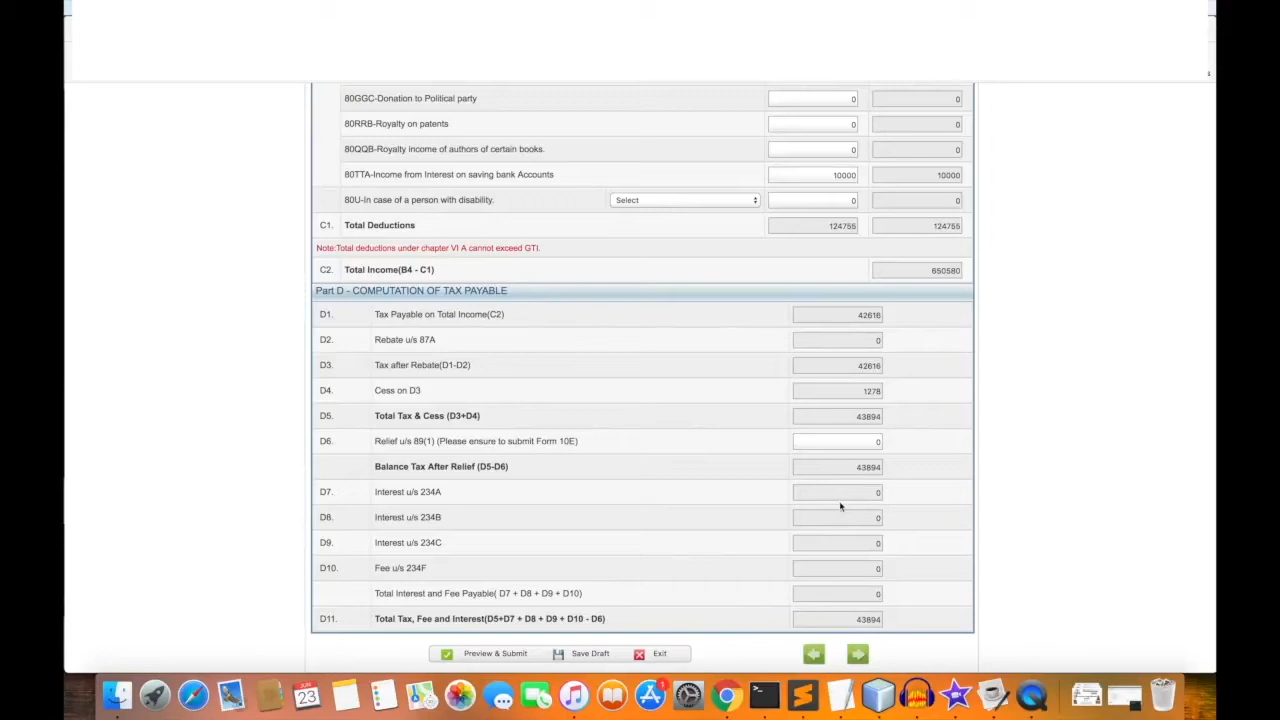 80GGC-Donation to Political party 0 0
80RRB-Royalty on patents 0 0
80QQB-Royalty income of authors of certain books. 0 0
80TTA-Income from Interest on saving bank Accounts 10000 10000
80U-In case of a person with disability. Select 0 0
C1. Total Deductions 124755 124755
Note:Total deductions under chapter VI A cannot exceed GTI.
C2. Total Income(B4 - C1) 650580
Part D - COMPUTATION OF TAX PAYABLE
D1. Tax Payable on Total Income(C2) 42616
D2. Rebate u/s 87A 0
D3. Tax after Rebate(D1-D2) 42616
D4. Cess on D3 1278
D5. Total Tax & Cess (D3+D4) 43894
D6. Relief u/s 89(1) (Please ensure to submit Form 10E) 0
Balance Tax After Relief (D5-D6) 43894
D7. Interest u/s 234A 0
D8. Interest u/s 234B 0
D9. Interest u/s 234C 0
D10. Fee u/s 234F 0
Total Interest and Fee Payable( D7 + D8 + D9 + D10) 0
D11. Total Tax, Fee and Interest(D5+D7 + D8 + D9 + D10 - D6) 43894
Preview & Submit Save Draft Exit
JUN
23
1